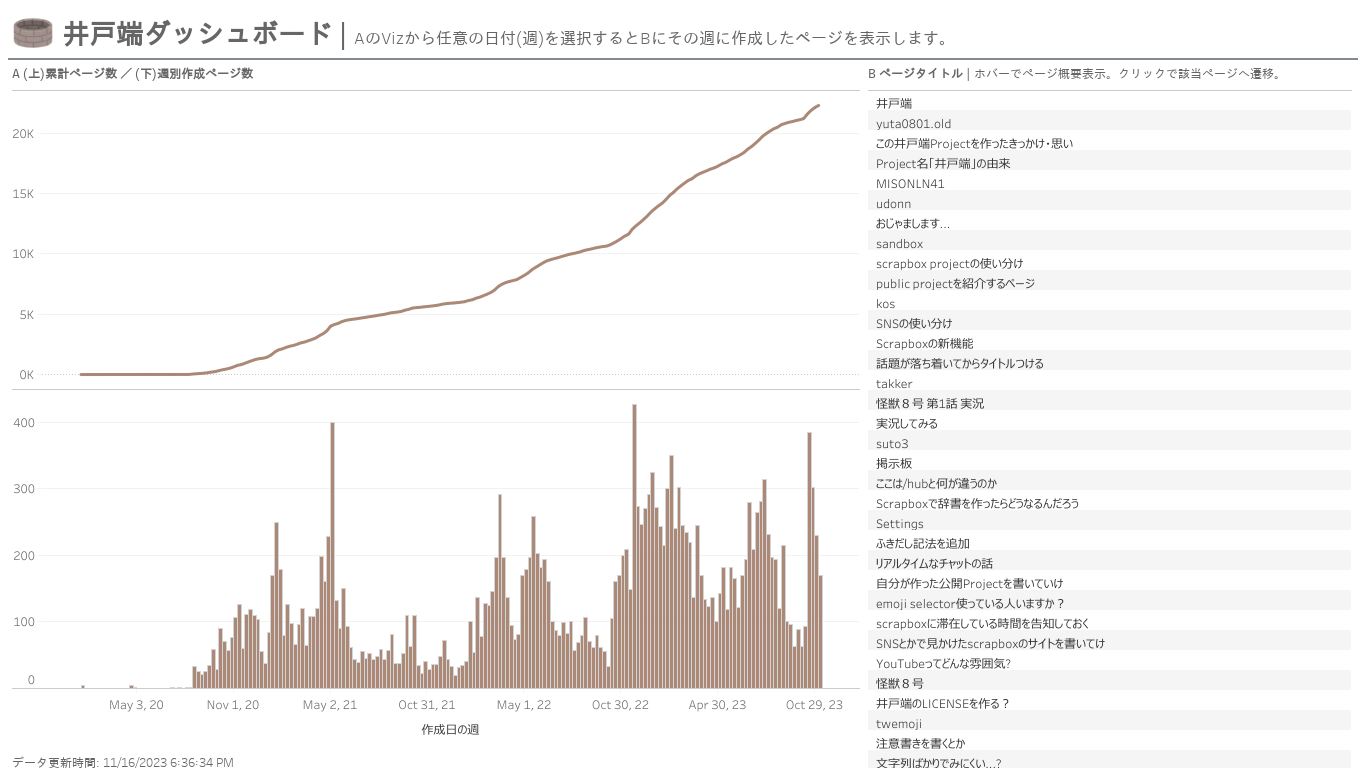 井戸端ダッシュボード | AのVizから任意の日付(週)を選択するとBにその週に作成したページを表示します。
A (上)累計ページ数 ／ (下)週別作成ページ数
20K
15K
10K
5K
0K
400
300
200
100
0
May 3, 20 Nov 1, 20 May 2, 21 Oct 31, 21 May 1, 22 Oct 30, 22 Apr 30, 23 Oct 29, 23
作成日の週
データ更新時間: 11/16/2023 6:36:34 PM
B ページタイトル | ホバーでページ概要表示。クリックで該当ページへ遷移。
井戸端
yuta0801.old
この井戸端Projectを作ったきっかけ・思い
Project名「井戸端」の由来
MISONLN41
udonn
おじゃまします…
sandbox
scrapbox projectの使い分け
public projectを紹介するページ
kos
SNSの使い分け
Scrapboxの新機能
話題が落ち着いてからタイトルつける
takker
怪獣８号 第1話 実況
実況してみる
suto3
掲示板
ここは/hubと何が違うのか
Scrapboxで辞書を作ったらどうなるんだろう
Settings
ふきだし記法を追加
リアルタイムなチャットの話
自分が作った公開Projectを書いていけ
emoji selector使っている人いますか？
scrapboxに滞在している時間を告知しておく
SNSとかで見かけたscrapboxのサイトを書いてけ
YouTubeってどんな雰囲気?
怪獣８号
井戸端のLICENSEを作る？
twemoji
注意書きを書くとか
文字列ばかりでみにくい…?